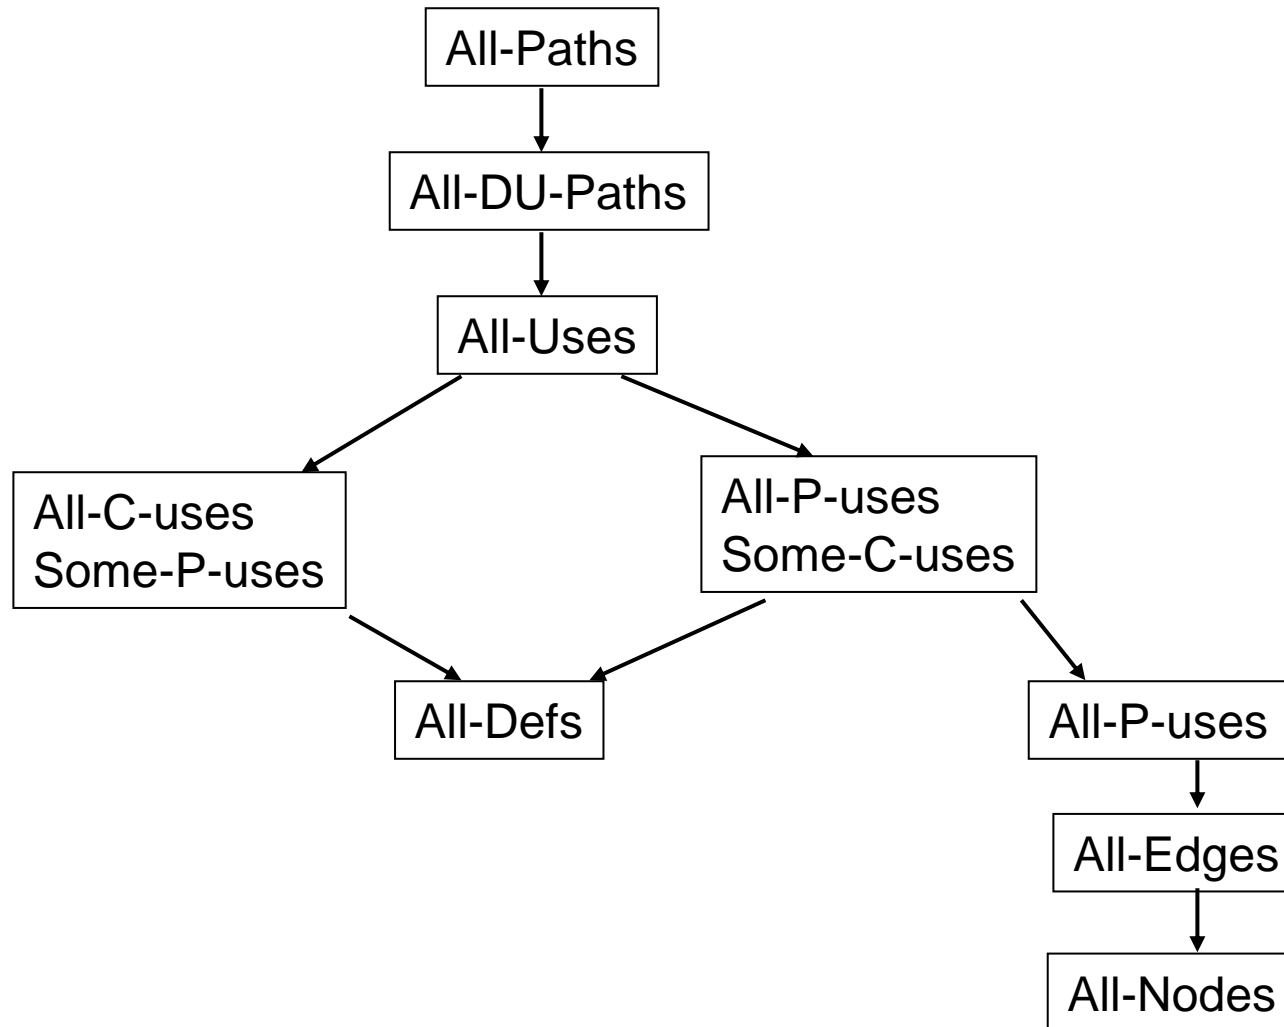 All-Paths
All-DU-Paths
All-Uses
All-C-uses
Some-P-uses
All-P-uses
Some-C-uses
All-Defs
All-P-uses
All-Edges
All-Nodes